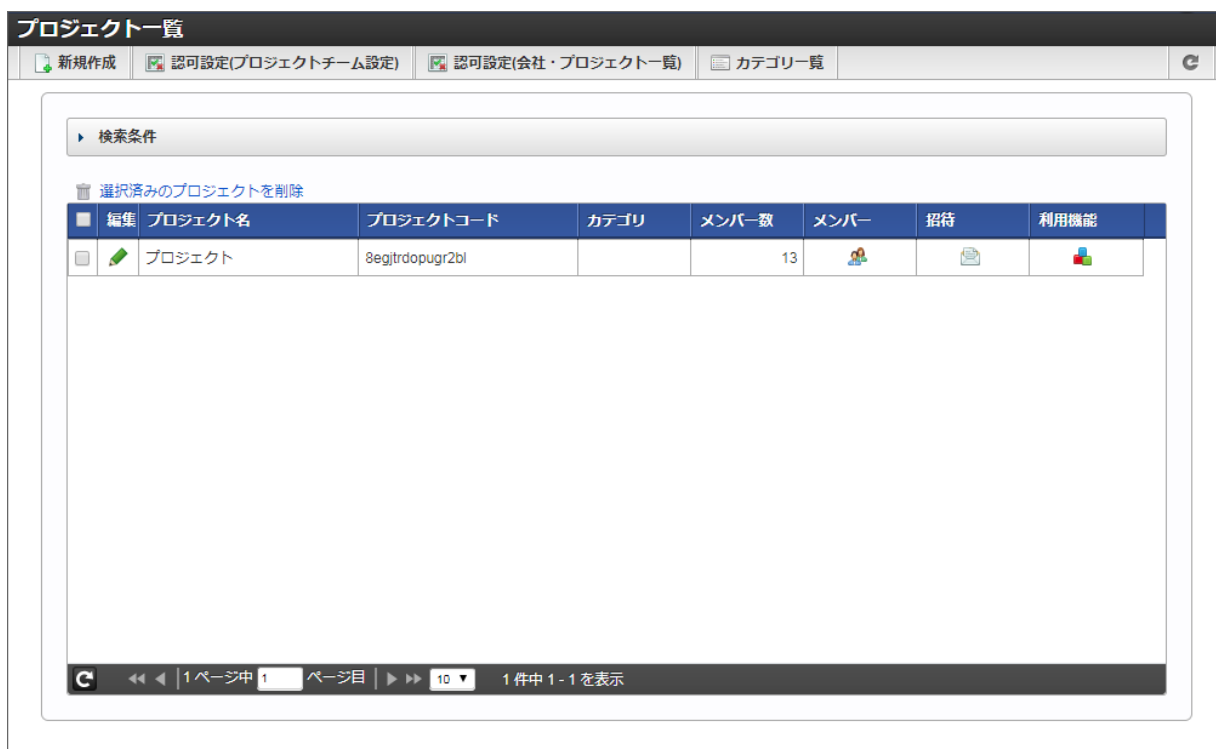 プロジェクト一覧
新規作成 認可設定(プロジェクトチーム設定) 認可設定(会社・プロジェクト一覧) カテゴリ一覧
検索条件
選択済みのプロジェクトを削除
編集 プロジェクト名 プロジェクトコード カテゴリ メンバー数 メンバー 招待 利用機能
プロジェクト 8egjtrdopugr2bl 13
1 ページ中 1 ページ目 10 1 件中 1 - 1 を表示